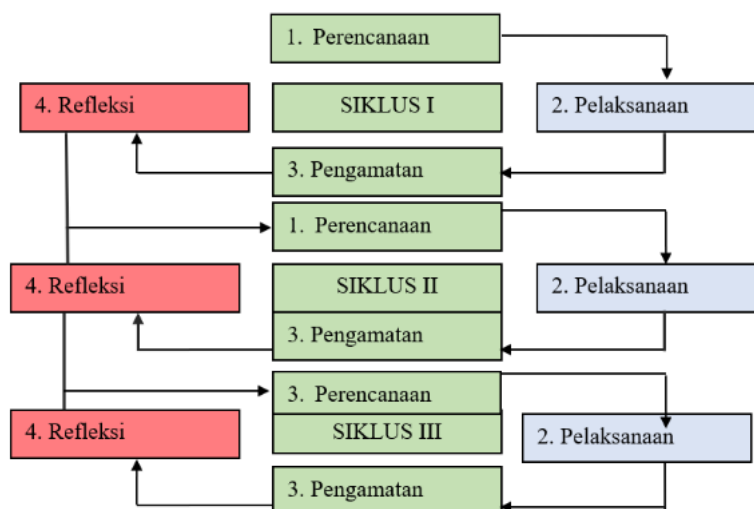 1. Perencanaan
4. Refleksi
SIKLUS I
2. Pelaksanaan
3. Pengamatan
1. Perencanaan
4. Refleksi
SIKLUS II
2. Pelaksanaan
3. Pengamatan
3. Perencanaan
4. Refleksi
SIKLUS III
2. Pelaksanaan
3. Pengamatan